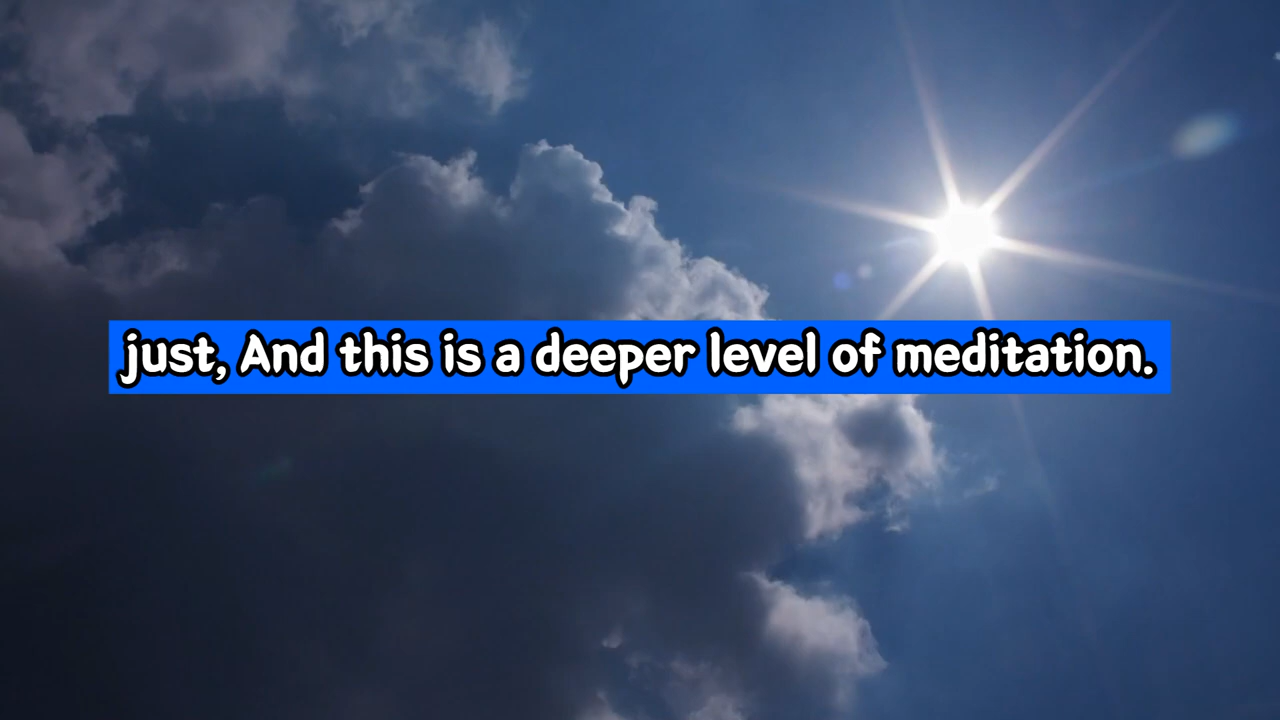 just, And this is a deeper level of meditation.